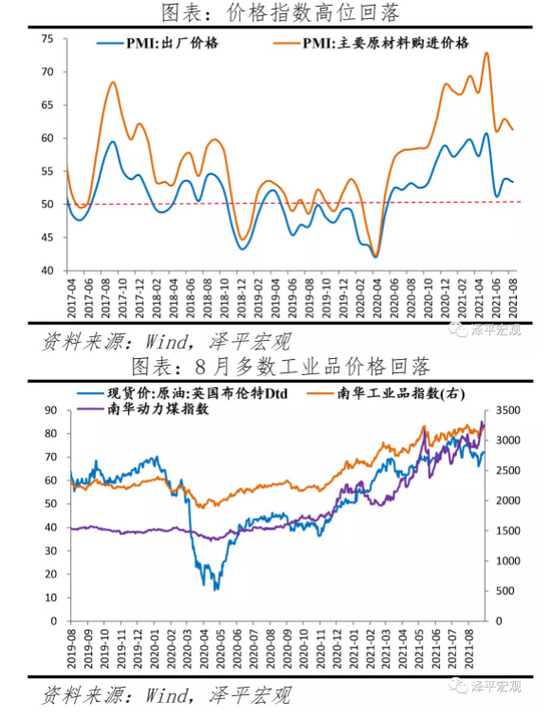 图表：价格指数高位回落
PMI:出厂价格 PMI:主要原材料购进价格
75
70
65
60
55
50
45
40
2017-04 2017-06 2017-08 2017-10 2017-12 2018-02 2018-04 2018-06 2018-08 2018-10 2018-12 2019-02 2019-04 2019-06 2019-08 2019-10 2019-12 2020-02 2020-04 2020-06 2020-08 2020-10 2020-12 2021-02 2021-04 2021-06 2021-08
泽平宏观
资料来源：Wind，泽平宏观
图表：8月多数工业品价格回落
现货价:原油:英国布伦特Dtd 南华工业品指数(右)
南华动力煤指数
90 3500
80 3000
70 2500
60 2000
50 1500
40 1000
30 500
20 0
10
0
2019-08 2019-09 2019-10 2019-11 2019-12 2020-01 2020-02 2020-03 2020-04 2020-05 2020-06 2020-07 2020-08 2020-09 2020-10 2020-11 2020-12 2021-01 2021-02 2021-03 2021-04 2021-05 2021-06 2021-07 2021-08
泽平宏观
资料来源：Wind，泽平宏观